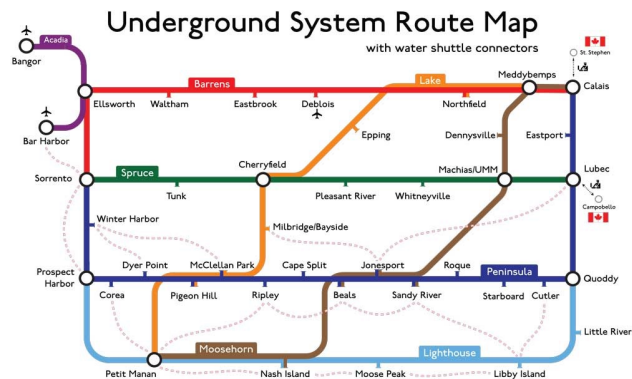 Underground System Route Map
with water shuttle connectors
Acadia
Bangor
St. Stephen
Meddybemps
Calais
Barrens
Lake
Ellsworth
Waltham
Eastbrook
Deblois
Northfield
Bar Harbor
Epping
Dennysville
Eastport
Cherryfield
Machias/UMM
Lubec
Sorrento
Spruce
Tunk
Pleasant River
Whitneyville
Campobello
Winter Harbor
Milbridge/Bayside
Dyer Point
McClellan Park
Cape Split
Jonesport
Roque
Peninsula
Prospect
Harbor
Quoddy
Corea
Pigeon Hill
Ripley
Beals
Sandy River
Starboard
Cutler
Little River
Moosehorn
Lighthouse
Petit Manan
Nash Island
Moose Peak
Libby Island